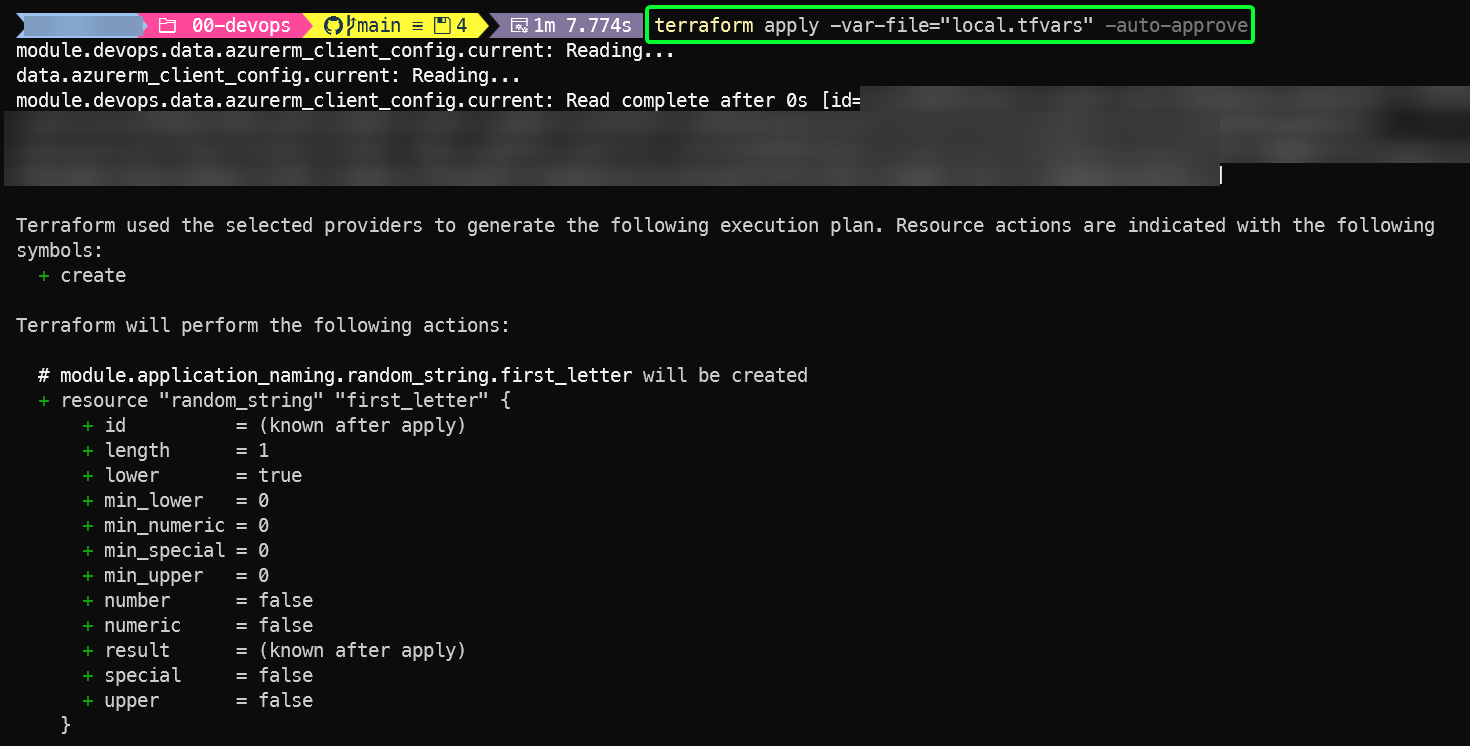 00-devops main ≡ 4 1m 7.774s terraform apply -var-file="local.tfvars" -auto-approve
module.devops.data.azurerm_client_config.current: Reading...
data.azurerm_client_config.current: Reading...
module.devops.data.azurerm_client_config.current: Read complete after 0s [id=
]
Terraform used the selected providers to generate the following execution plan. Resource actions are indicated with the following
symbols:
+ create
Terraform will perform the following actions:
# module.application_naming.random_string.first_letter will be created
+ resource "random_string" "first_letter" {
+ id = (known after apply)
+ length = 1
+ lower = true
+ min_lower = 0
+ min_numeric = 0
+ min_special = 0
+ min_upper = 0
+ number = false
+ numeric = false
+ result = (known after apply)
+ special = false
+ upper = false
}